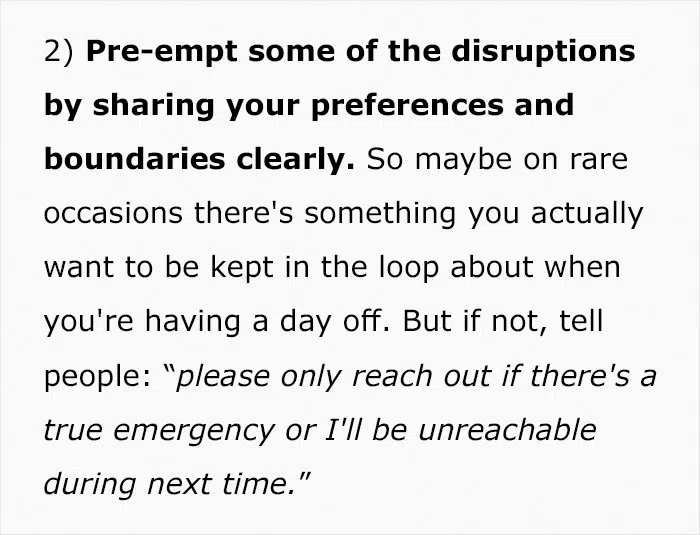 2) Pre-empt some of the disruptions
by sharing your preferences and
boundaries clearly. So maybe on rare
occasions there's something you actually
want to be kept in the loop about when
you're having a day off. But if not, tell
people: “please only reach out if there's a
true emergency or I'll be unreachable
during next time.”